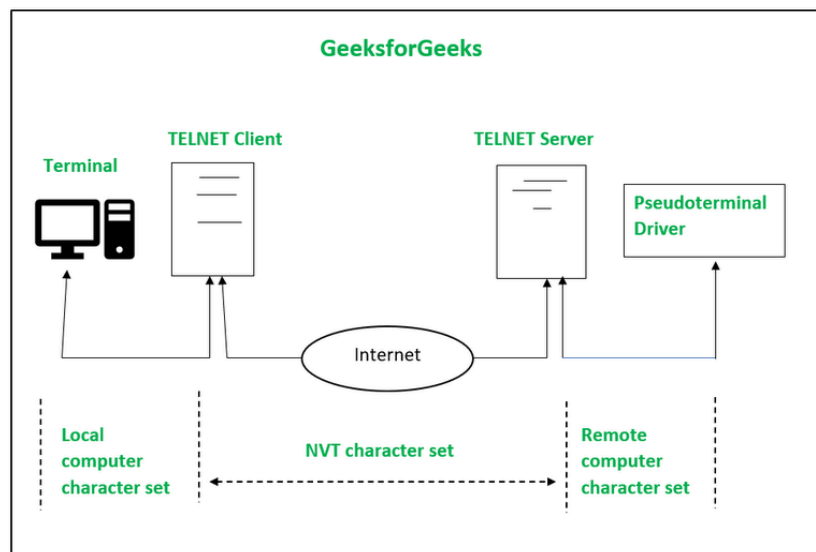 GeeksforGeeks
TELNET Client
TELNET Server
Terminal
Pseudoterminal
Driver
Internet
Local
computer
character set
NVT character set
Remote
computer
character set